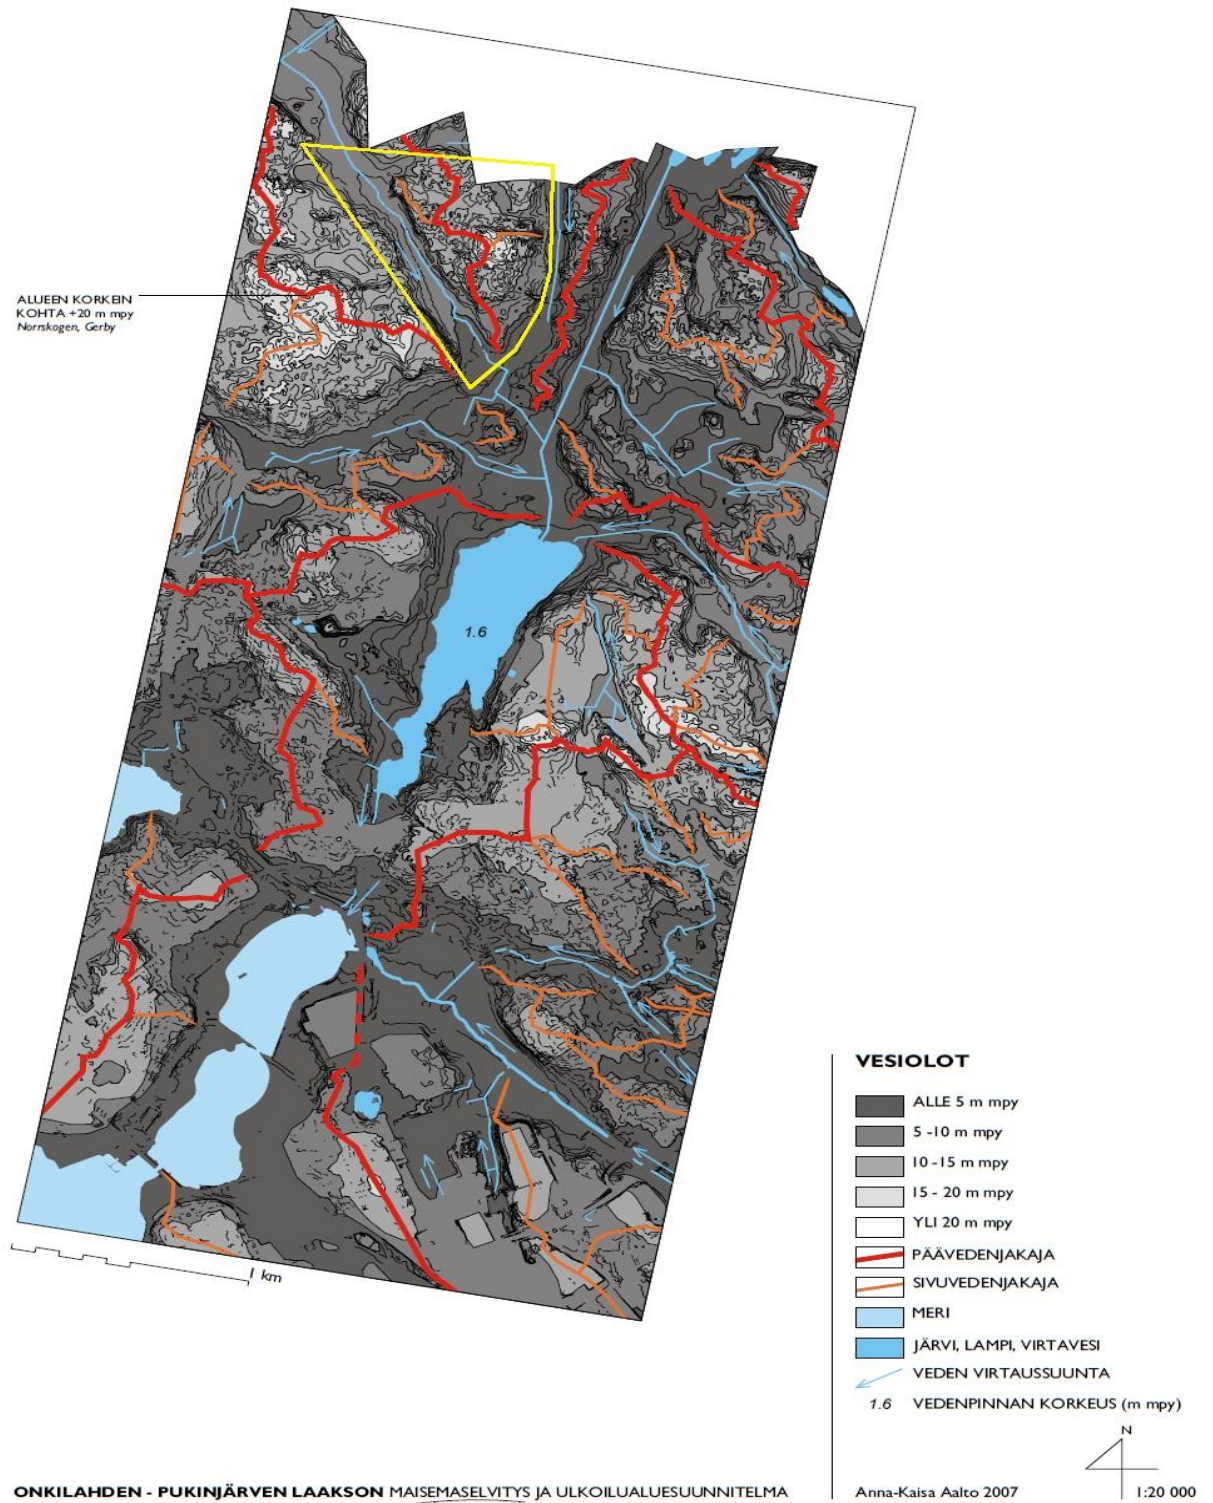 ALUEEN KORKEIN
KOHTA +20 m mpy
Norrskogen, Gerby
1.6
1 km
VESIOLOT
ALLE 5 m mpy
5 -10 m mpy
10 -15 m mpy
15 - 20 m mpy
YLI 20 m mpy
PÄÄVEDENJAKAJA
SIVUVEDENJAKAJA
MERI
JÄRVI, LAMPI, VIRTAVESI
VEDEN VIRTAUSSUUNTA
1.6 VEDENPINNAN KORKEUS (m mpy)
N
ONKILAHDEN - PUKINJÄRVEN LAAKSON MAISEMASELVITYS JA ULKOILUALUESUUNNITELMA
Anna-Kaisa Aalto 2007
1:20 000